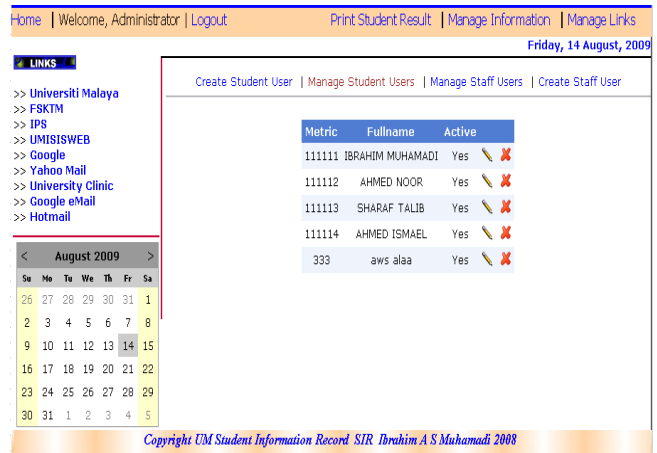 Home | Welcome, Administrator | Logout Print Student Result | Manage Information | Manage Links
Friday, 14 August, 2009
LINKS
>> Universiti Malaya
>> FSKTM
>> IPS
>> UMISISWEB
>> Google
>> Yahoo Mail
>> University Clinic
>> Google eMail
>> Hotmail
Create Student User | Manage Student Users | Manage Staff Users | Create Staff User
Metric Fullname Active
111111 IBRAHIM MUHAMADI Yes
111112 AHMED NOOR Yes
111113 SHARAF TALIB Yes
111114 AHMED ISMAEL Yes
333 aws alaa Yes
< August 2009 >
Su Mo Tu We Th Fr Sa
26 27 28 29 30 31 1
2 3 4 5 6 7 8
9 10 11 12 13 14 15
16 17 18 19 20 21 22
23 24 25 26 27 28 29
30 31 1 2 3 4 5
Copyright UM Student Information Record SIR Ibrahim A S Muhamadi 2008